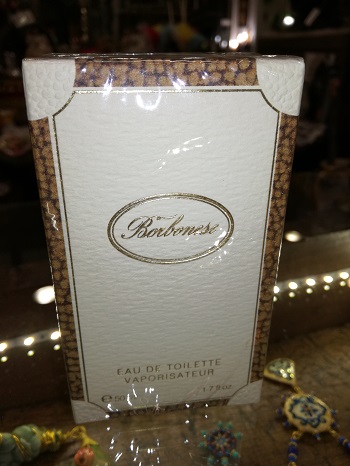 Borbonese
EAU DE TOILETTE
VAPORISATEUR
1.7 oz